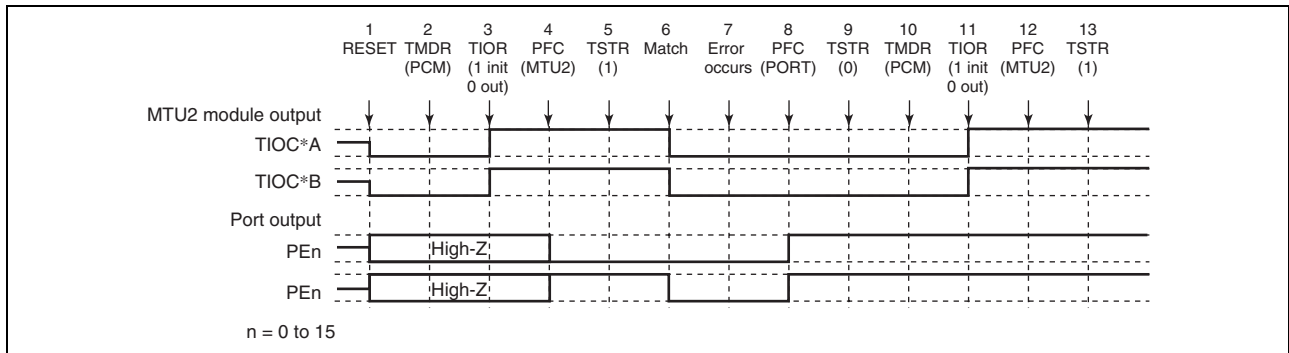 1 2 3 4 5 6 7 8 9 10 11 12 13
RESET TMDR TIOR PFC TSTR Match Error PFC TSTR TMDR TIOR PFC TSTR
(PCM) (1 init (MTU2) (1) occurs (PORT) (0) (PCM) (1 init (MTU2) (1)
0 out) 0 out)
MTU2 module output
TIOC*A
TIOC*B
Port output
PEn High-Z
PEn High-Z
n = 0 to 15